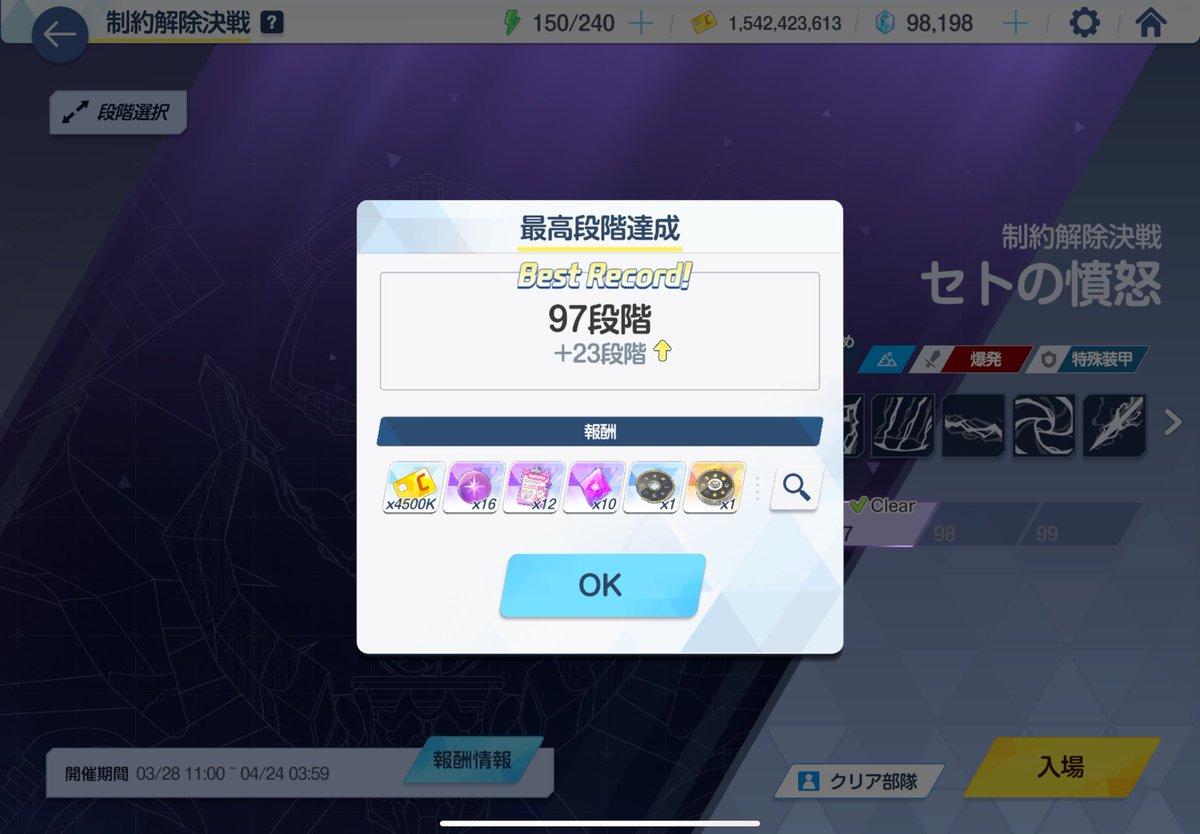 制約解除決戦 ?
150/240
1,542,423,613
98,198
段階選択
最高段階達成
Best Record!
97段階
+23段階
報酬
x4500K
x16
x12
x10
x1
x1
OK
制約解除決戦
セトの憤怒
め
爆発
特殊装甲
Clear
7
98
99
開催期間 03/28 11:00 ~ 04/24 03:59
報酬情報
クリア部隊
入場